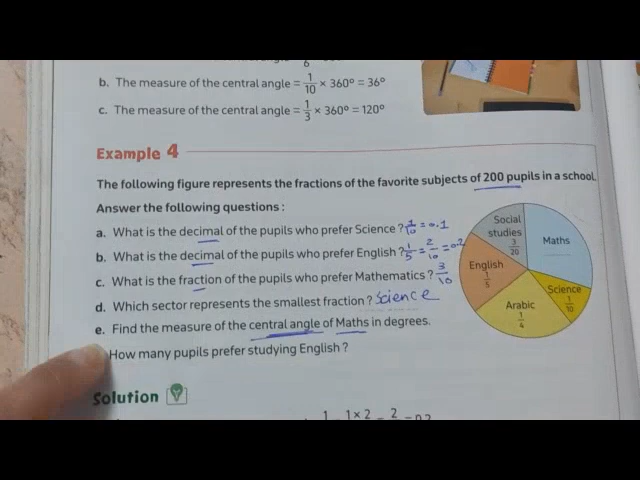 6
b. The measure of the central angle = 1/10 × 360° = 36°
c. The measure of the central angle = 1/3 × 360° = 120°
Example 4
The following figure represents the fractions of the favorite subjects of 200 pupils in a school.
Answer the following questions :
a. What is the decimal of the pupils who prefer Science ? 1/10 = 0.1
b. What is the decimal of the pupils who prefer English ? 1/5 = 2/10 = 0.2
c. What is the fraction of the pupils who prefer Mathematics ? 3/10
d. Which sector represents the smallest fraction ? Science
e. Find the measure of the central angle of Maths in degrees.
How many pupils prefer studying English ?
Social
studies
3/20
Maths
English
1/5
Science
1/10
Arabic
1/4
Solution
1 1 × 2 2